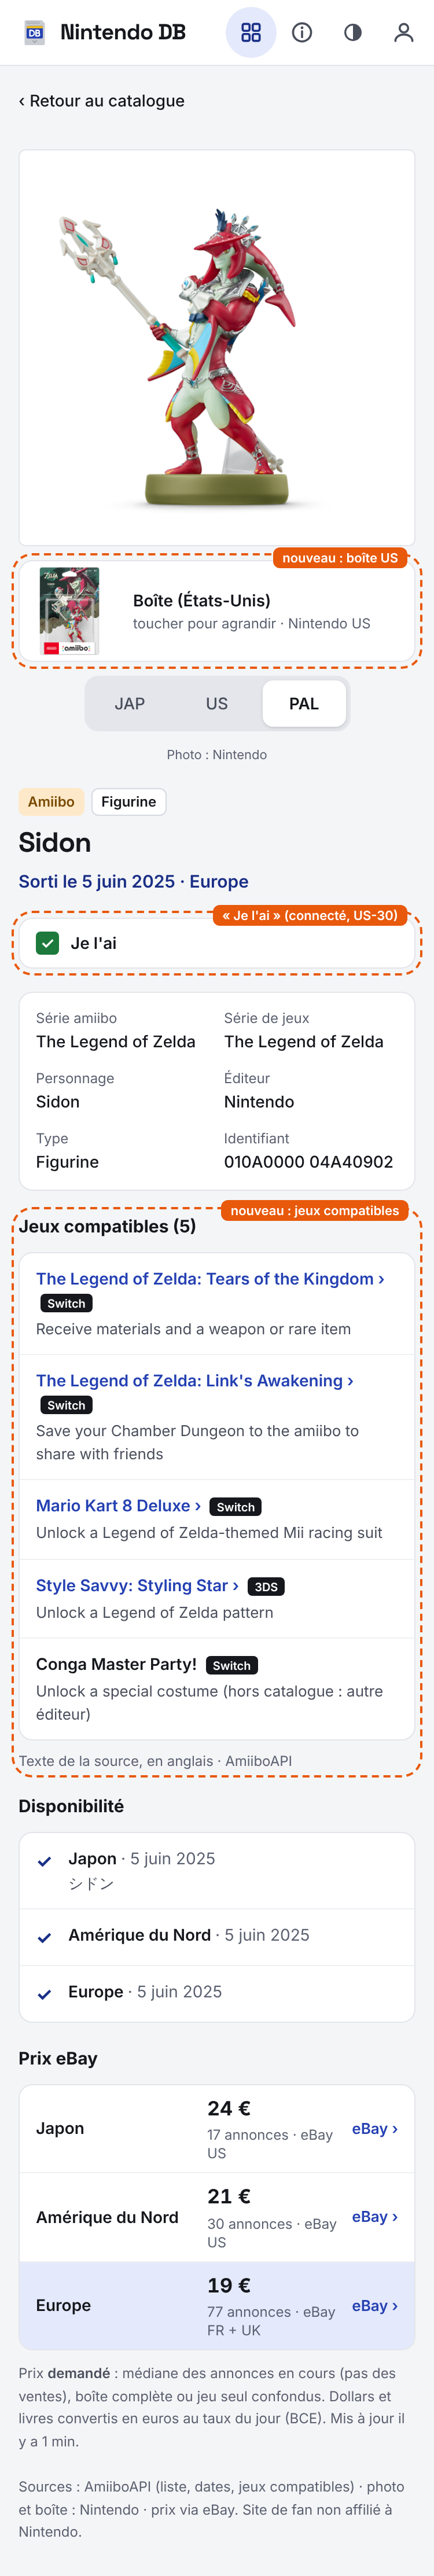 DB Nintendo DB
‹ Retour au catalogue
nouveau : boîte US
amiibo
Boîte (États-Unis)
toucher pour agrandir · Nintendo US
JAP US PAL
Photo : Nintendo
Amiibo Figurine
Sidon
Sorti le 5 juin 2025 · Europe
« Je l'ai » (connecté, US-30)
Je l'ai
Série amiibo Série de jeux
The Legend of Zelda The Legend of Zelda
Personnage Éditeur
Sidon Nintendo
Type Identifiant
Figurine 010A0000 04A40902
nouveau : jeux compatibles
Jeux compatibles (5)
The Legend of Zelda: Tears of the Kingdom ›
Switch
Receive materials and a weapon or rare item
The Legend of Zelda: Link's Awakening ›
Switch
Save your Chamber Dungeon to the amiibo to
share with friends
Mario Kart 8 Deluxe › Switch
Unlock a Legend of Zelda-themed Mii racing suit
Style Savvy: Styling Star › 3DS
Unlock a Legend of Zelda pattern
Conga Master Party! Switch
Unlock a special costume (hors catalogue : autre
éditeur)
Texte de la source, en anglais · AmiiboAPI
Disponibilité
Japon · 5 juin 2025
シドン
Amérique du Nord · 5 juin 2025
Europe · 5 juin 2025
Prix eBay
Japon
24 €
17 annonces · eBay
US
eBay ›
Amérique du Nord
21 €
30 annonces · eBay
US
eBay ›
Europe
19 €
77 annonces · eBay
FR + UK
eBay ›
Prix demandé : médiane des annonces en cours (pas des
ventes), boîte complète ou jeu seul confondus. Dollars et
livres convertis en euros au taux du jour (BCE). Mis à jour il
y a 1 min.
Sources : AmiiboAPI (liste, dates, jeux compatibles) · photo
et boîte : Nintendo · prix via eBay. Site de fan non affilié à
Nintendo.